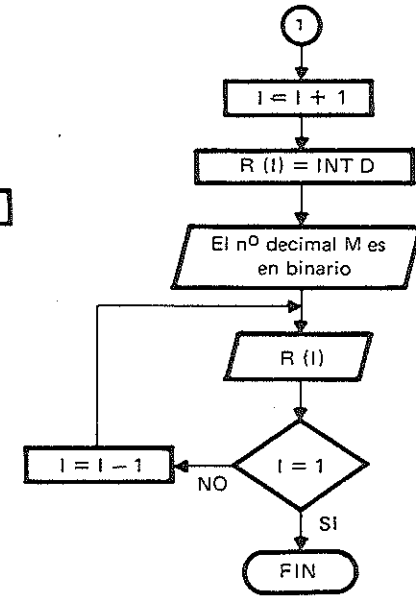 1
I = I + 1
R (I) = INT D
El nº decimal M es
en binario
R (I)
I = 1
I = I – 1
NO
SI
FIN